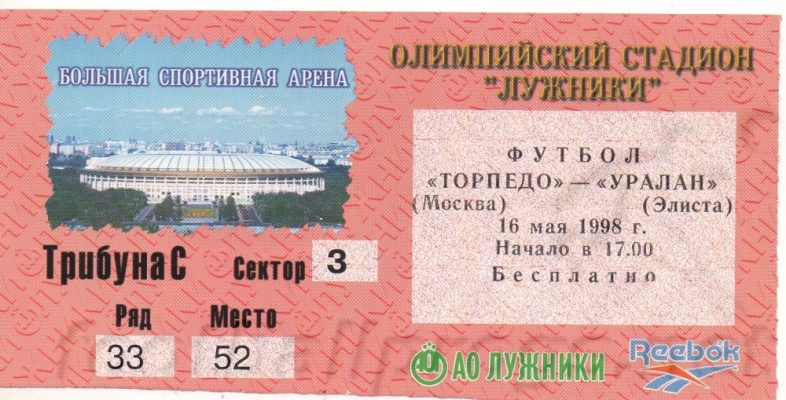 БОЛЬШАЯ СПОРТИВНАЯ АРЕНА
Трибуна С Сектор 3
Ряд Место
33 52
ОЛИМПИЙСКИЙ СТАДИОН
"ЛУЖНИКИ"
ФУТБОЛ
«ТОРПЕДО» — «УРАЛАН»
(Москва) (Элиста)
16 мая 1998 г.
Начало в 17.00
Бесплатно
АО ЛУЖНИКИ
Reebok